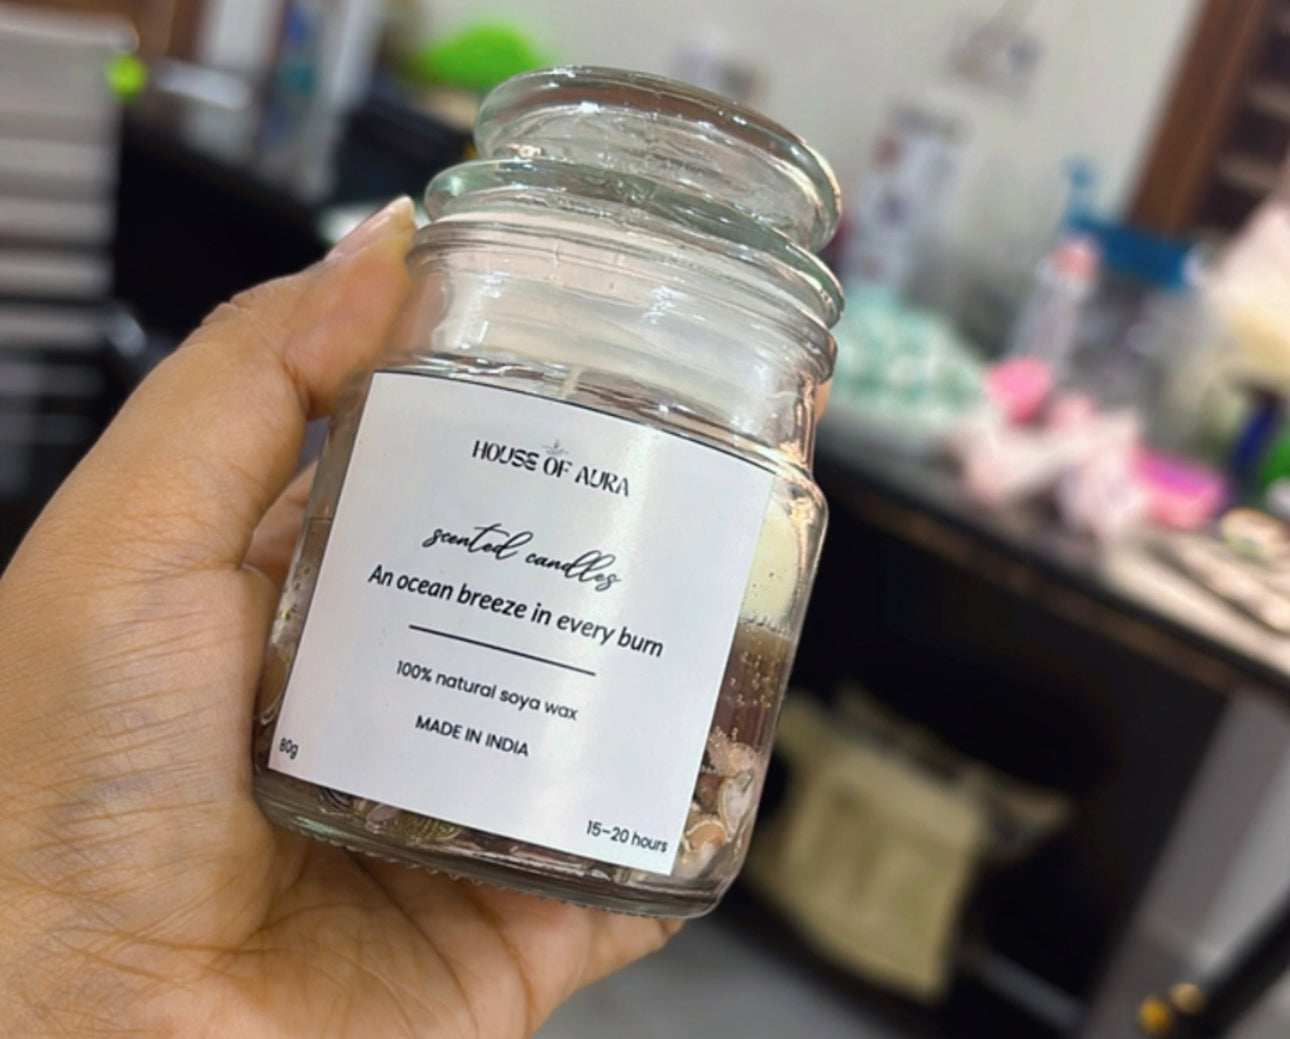 HOUSE OF AURA
scented candles
An ocean breeze in every burn
100% natural soya wax
MADE IN INDIA
80g
15-20 hours